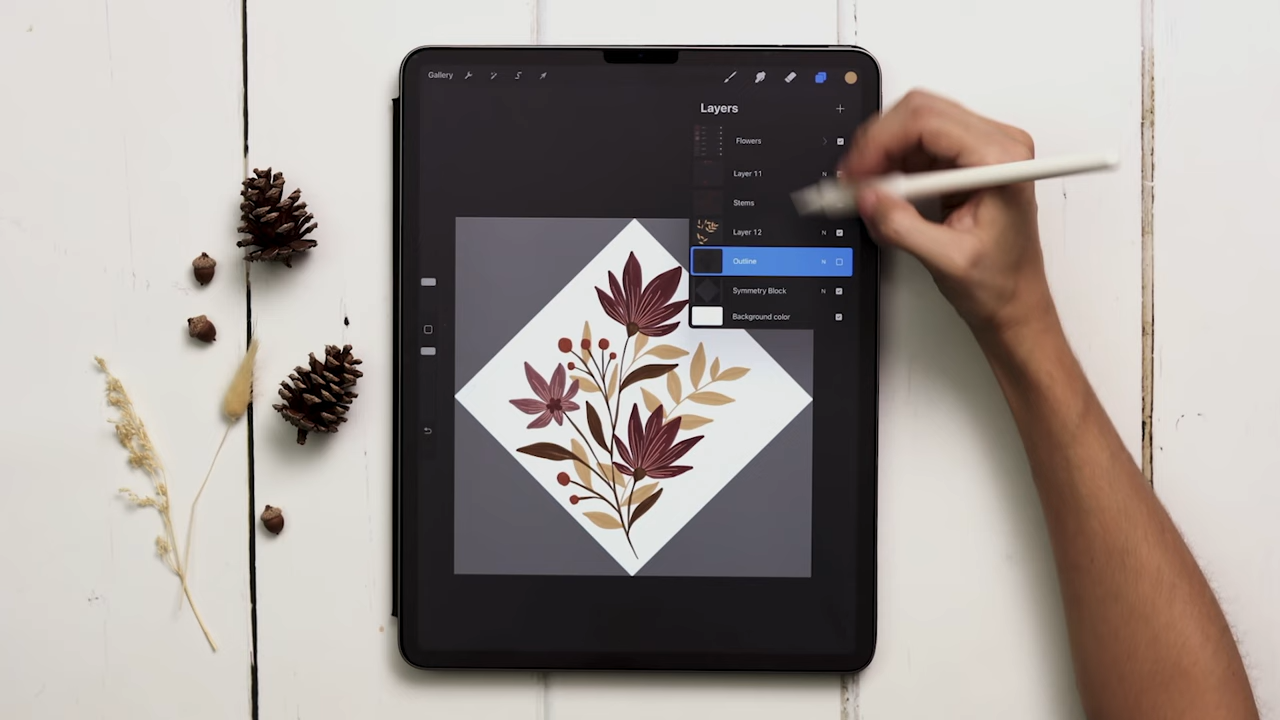 Gallery
Layers
Flowers
Layer 11 N
Stems
Layer 12 N
Outline N
Symmetry Block N
Background color